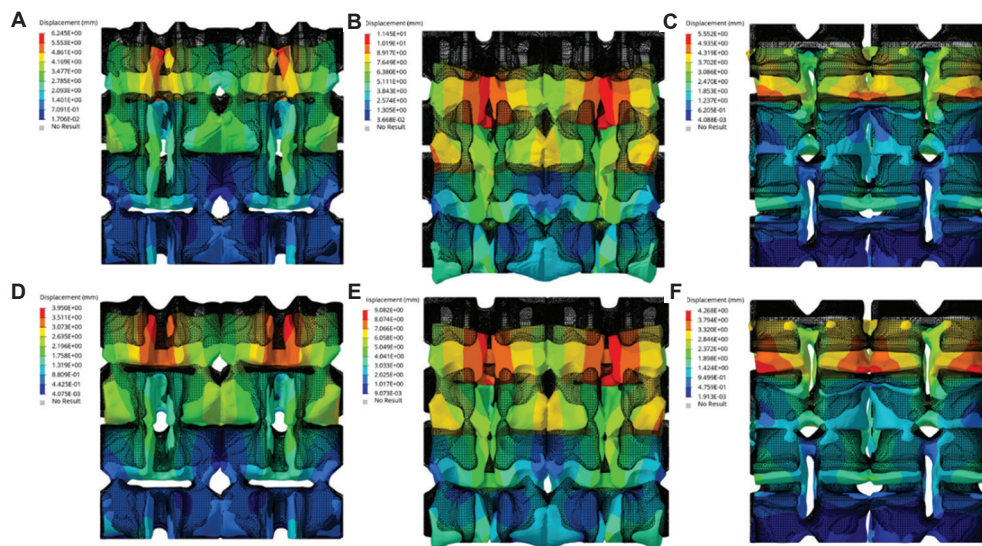 A
Displacement (mm)
6.245E+00
5.553E+00
4.861E+00
4.169E+00
3.477E+00
2.785E+00
2.093E+00
1.401E+00
7.091E-01
1.706E-02
No Result
B
Displacement (mm)
1.145E+01
1.019E+01
8.917E+00
7.649E+00
6.380E+00
5.111E+00
3.843E+00
2.574E+00
1.305E+00
3.668E-02
No Result
C
Displacement (mm)
5.552E+00
4.935E+00
4.319E+00
3.702E+00
3.086E+00
2.470E+00
1.853E+00
1.237E+00
6.205E-01
4.088E-03
No Result
D
Displacement (mm)
3.950E+00
3.511E+00
3.073E+00
2.635E+00
2.196E+00
1.758E+00
1.319E+00
8.809E-01
4.425E-01
4.075E-03
No Result
E
Displacement (mm)
9.082E+00
8.074E+00
7.066E+00
6.058E+00
5.049E+00
4.041E+00
3.033E+00
2.025E+00
1.017E+00
9.073E-03
No Result
F
Displacement (mm)
4.268E+00
3.794E+00
3.320E+00
2.846E+00
2.372E+00
1.898E+00
1.424E+00
9.499E-01
4.759E-01
1.913E-03
No Result